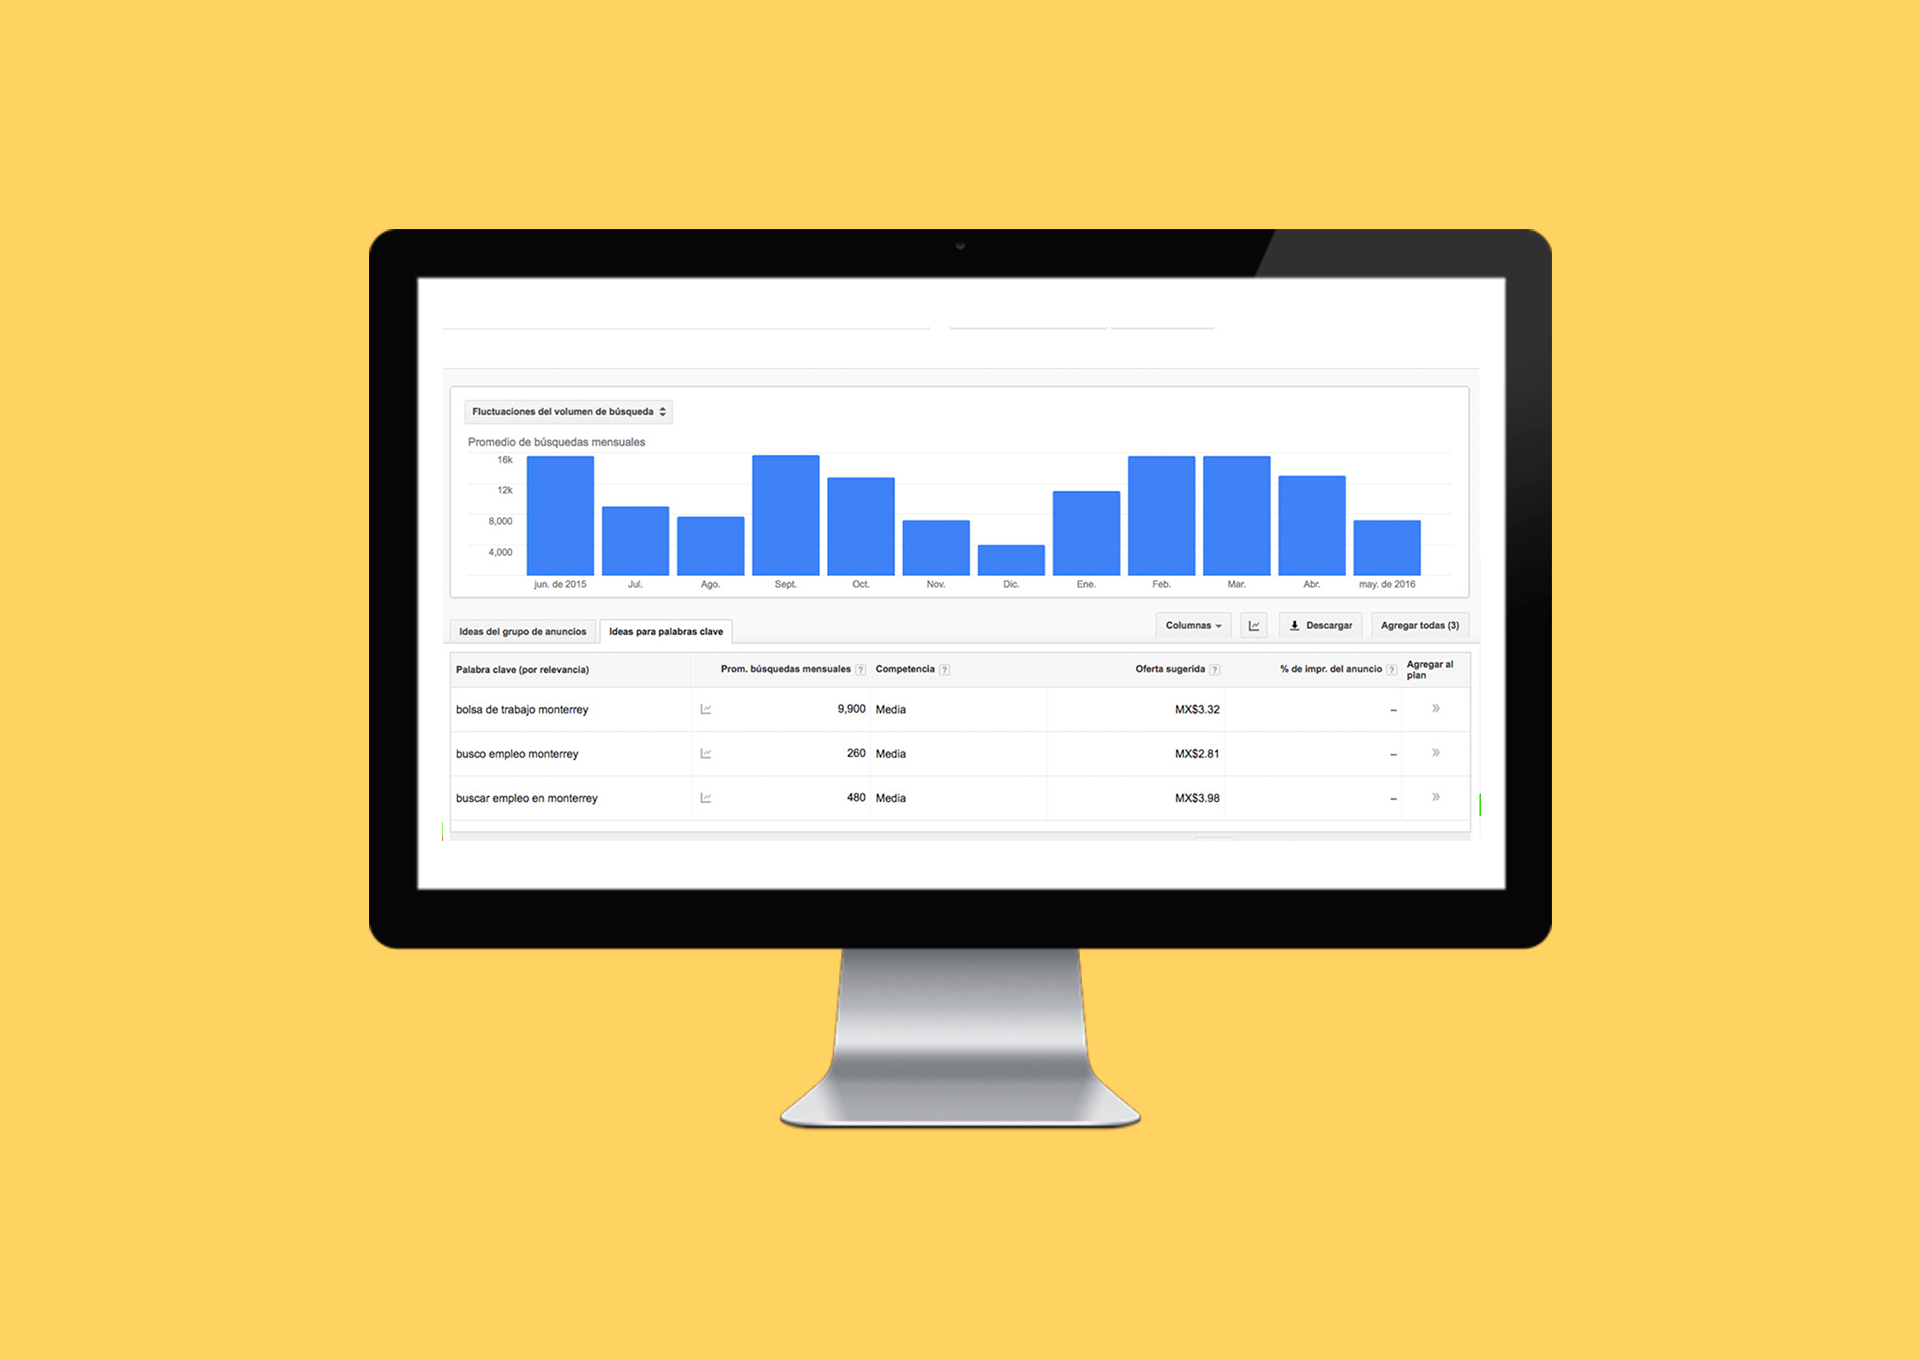 Fluctuaciones del volumen de búsqueda
Promedio de búsquedas mensuales
16k
12k
8,000
4,000
jun. de 2015 Jul. Ago. Sept. Oct. Nov. Dic. Ene. Feb. Mar. Abr. may. de 2016
Ideas del grupo de anuncios Ideas para palabras clave Columnas Descargar Agregar todas (3)
Palabra clave (por relevancia) Prom. búsquedas mensuales ? Competencia ? Oferta sugerida ? % de impr. del anuncio ? Agregar al
plan
bolsa de trabajo monterrey 9,900 Media MX$3.32 – »
busco empleo monterrey 260 Media MX$2.81 – »
buscar empleo en monterrey 480 Media MX$3.98 – »